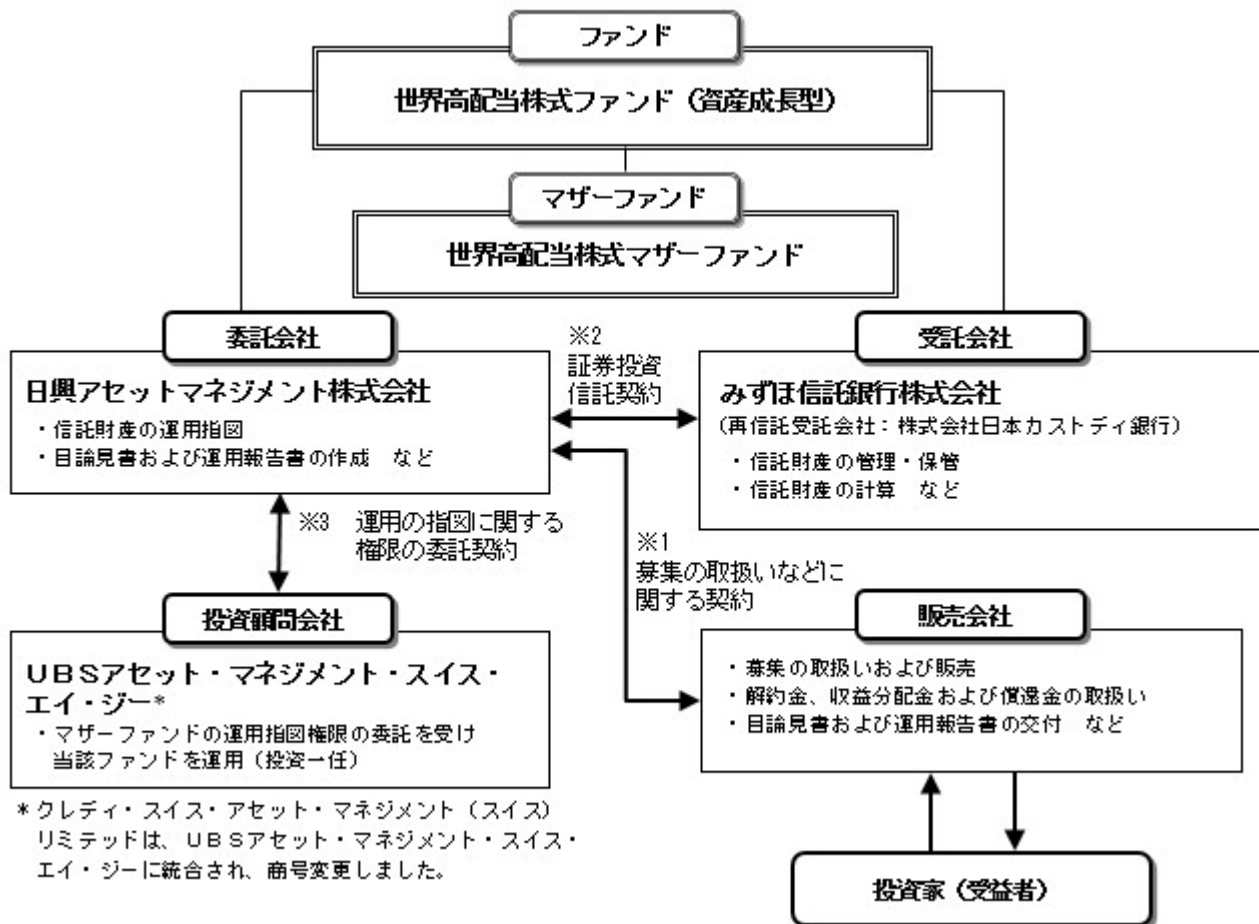 ファンド
世界高配当株式ファンド（資産成長型）
マザーファンド
世界高配当株式マザーファンド
委託会社
日興アセットマネジメント株式会社
・信託財産の運用指図
・目論見書および運用報告書の作成　など
※2
証券投資
信託契約
受託会社
みずほ信託銀行株式会社
（再信託受託会社：株式会社日本カストディ銀行）
・信託財産の管理・保管
・信託財産の計算　など
※3　運用の指図に関する
権限の委託契約
※1
募集の取扱いなどに
関する契約
投資顧問会社
ＵＢＳアセット・マネジメント・スイス・
エイ・ジー*
・マザーファンドの運用指図権限の委託を受け
当該ファンドを運用（投資一任）
販売会社
・募集の取扱いおよび販売
・解約金、収益分配金および償還金の取扱い
・目論見書および運用報告書の交付　など
*クレディ・スイス・アセット・マネジメント（スイス）
リミテッドは、ＵＢＳアセット・マネジメント・スイス・
エイ・ジーに統合され、商号変更しました。
投資家（受益者）